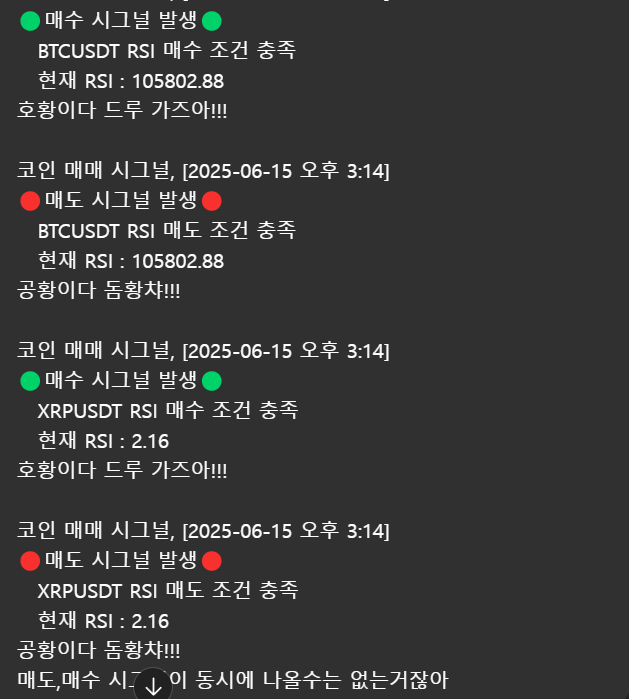 🟢매수 시그널 발생🟢
BTCUSDT RSI 매수 조건 충족
현재 RSI : 105802.88
호황이다 드루 가즈아!!!
코인 매매 시그널, [2025-06-15 오후 3:14]
🔴매도 시그널 발생🔴
BTCUSDT RSI 매도 조건 충족
현재 RSI : 105802.88
공황이다 돔황챠!!!
코인 매매 시그널, [2025-06-15 오후 3:14]
🟢매수 시그널 발생🟢
XRPUSDT RSI 매수 조건 충족
현재 RSI : 2.16
호황이다 드루 가즈아!!!
코인 매매 시그널, [2025-06-15 오후 3:14]
🔴매도 시그널 발생🔴
XRPUSDT RSI 매도 조건 충족
현재 RSI : 2.16
공황이다 돔황챠!!!
매도,매수 동시에 나올수는 없는거잖아